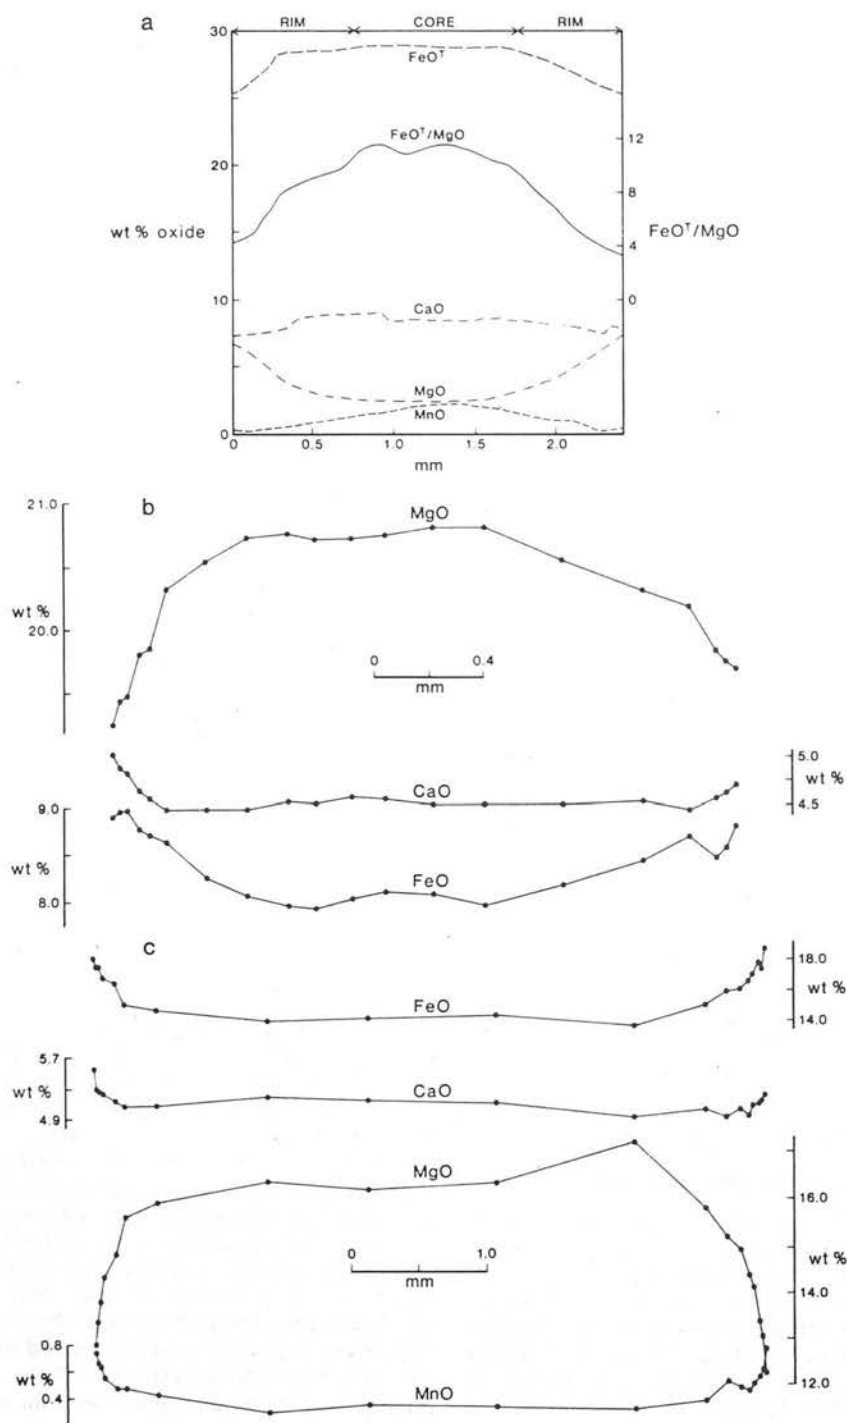 a
RIM CORE RIM
30
FeOᵀ
FeOᵀ/MgO
12
20
8
wt % oxide
FeOᵀ/MgO
4
10
0
CaO
MgO
MnO
0
0 0.5 1.0 1.5 2.0
mm
b
21.0
MgO
wt %
20.0
0 0.4
mm
5.0
CaO
wt %
4.5
9.0
wt %
FeO
8.0
c
18.0
FeO
wt %
14.0
5.7
CaO
wt %
4.9
MgO
16.0
0 1.0
mm
wt %
14.0
0.8
wt %
MnO
12.0
0.4